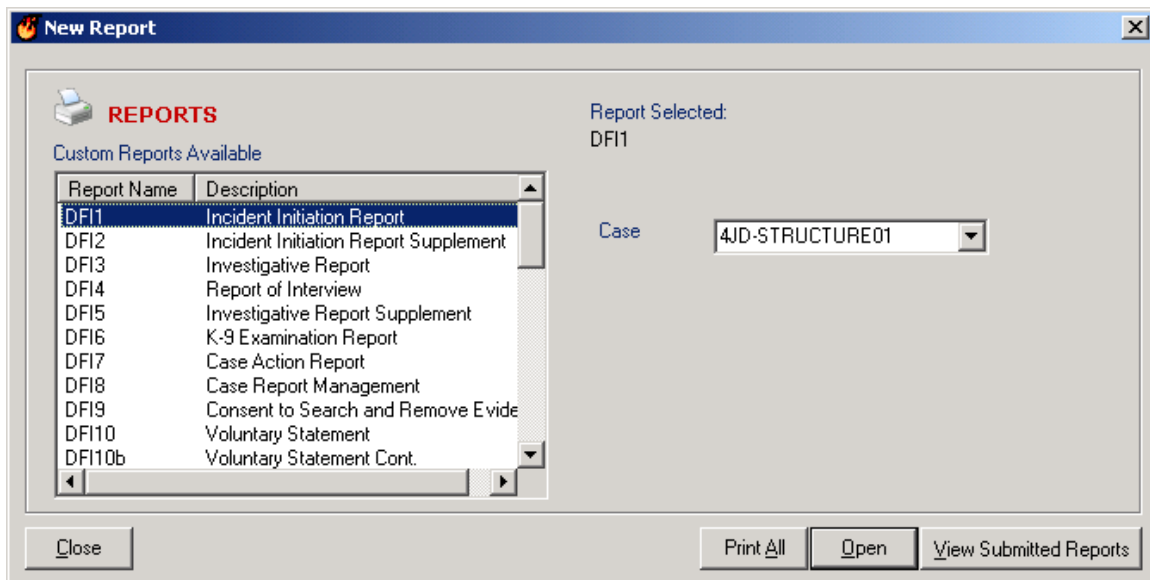 New Report
REPORTS
Custom Reports Available
Report Name Description
DFI1 Incident Initiation Report
DFI2 Incident Initiation Report Supplement
DFI3 Investigative Report
DFI4 Report of Interview
DFI5 Investigative Report Supplement
DFI6 K-9 Examination Report
DFI7 Case Action Report
DFI8 Case Report Management
DFI9 Consent to Search and Remove Evide
DFI10 Voluntary Statement
DFI10b Voluntary Statement Cont.
Report Selected:
DFI1
Case 4JD-STRUCTURE01
Close Print All Open View Submitted Reports